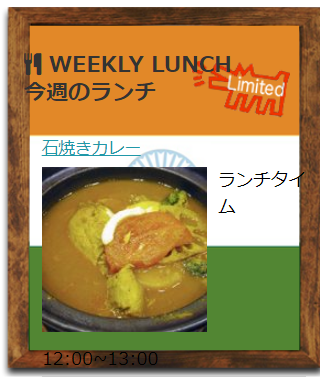 WEEKLY LUNCH
今週のランチ
Limited
石焼きカレー
ランチタイ
ム
12:00~13:00